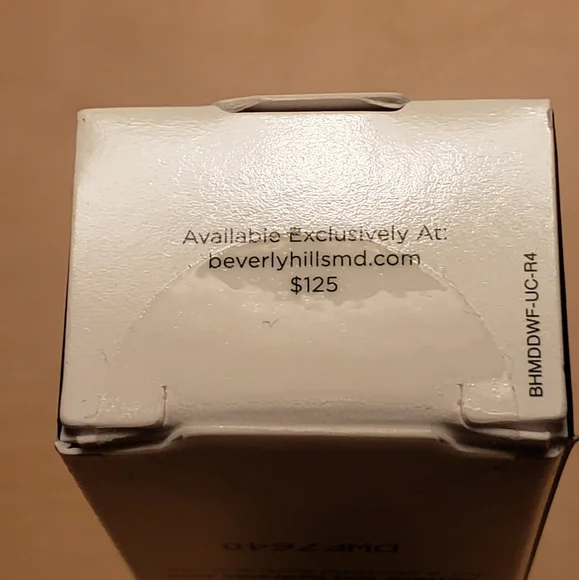 Available Exclusively At:
beverlyhillsmd.com
$125
BHMDDWF-UC-R4